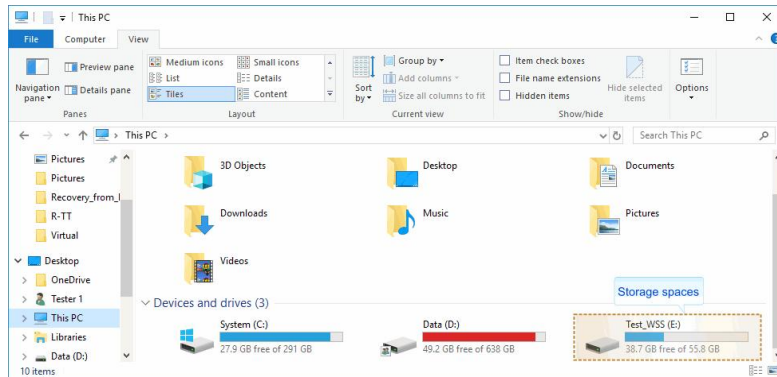 This PC
File Computer View
Navigation pane
Preview pane
Details pane
Panes
Medium icons Small icons
List Details
Tiles Content
Layout
Sort by
Group by
Add columns
Size all columns to fit
Current view
Item check boxes
File name extensions
Hidden items
Hide selected items
Show/hide
Options
This PC
Search This PC
Pictures
Pictures
Recovery_from_
R-TT
Virtual
Desktop
OneDrive
Tester 1
This PC
Libraries
Data (D:)
3D Objects Desktop Documents
Downloads Music Pictures
Videos
Storage spaces
Devices and drives (3)
System (C:)
27.9 GB free of 291 GB
Data (D:)
49.2 GB free of 638 GB
Test_WSS (E:)
38.7 GB free of 55.8 GB
10 items